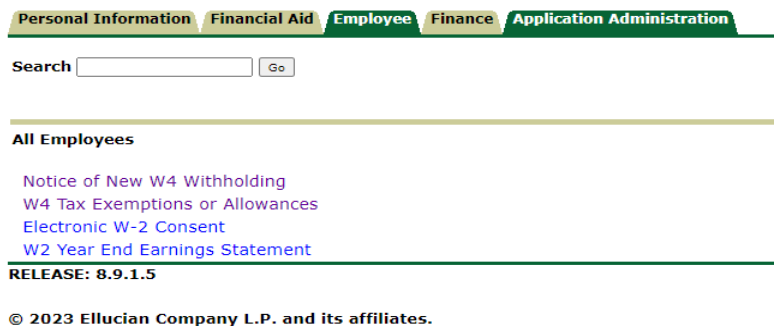 Personal Information Financial Aid Employee Finance Application Administration
Search Go
All Employees
Notice of New W4 Withholding
W4 Tax Exemptions or Allowances
Electronic W-2 Consent
W2 Year End Earnings Statement
RELEASE: 8.9.1.5
© 2023 Ellucian Company L.P. and its affiliates.